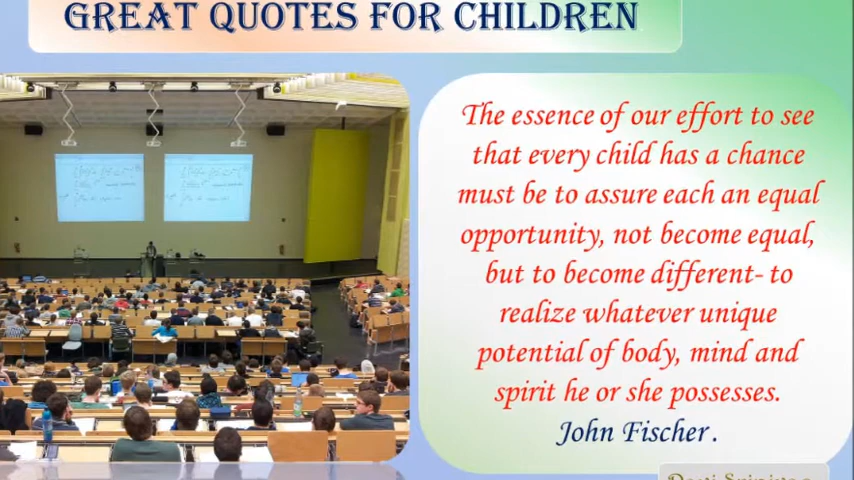 GREAT QUOTES FOR CHILDREN
The essence of our effort to see
that every child has a chance
must be to assure each an equal
opportunity, not become equal,
but to become different- to
realize whatever unique
potential of body, mind and
spirit he or she possesses.
John Fischer.